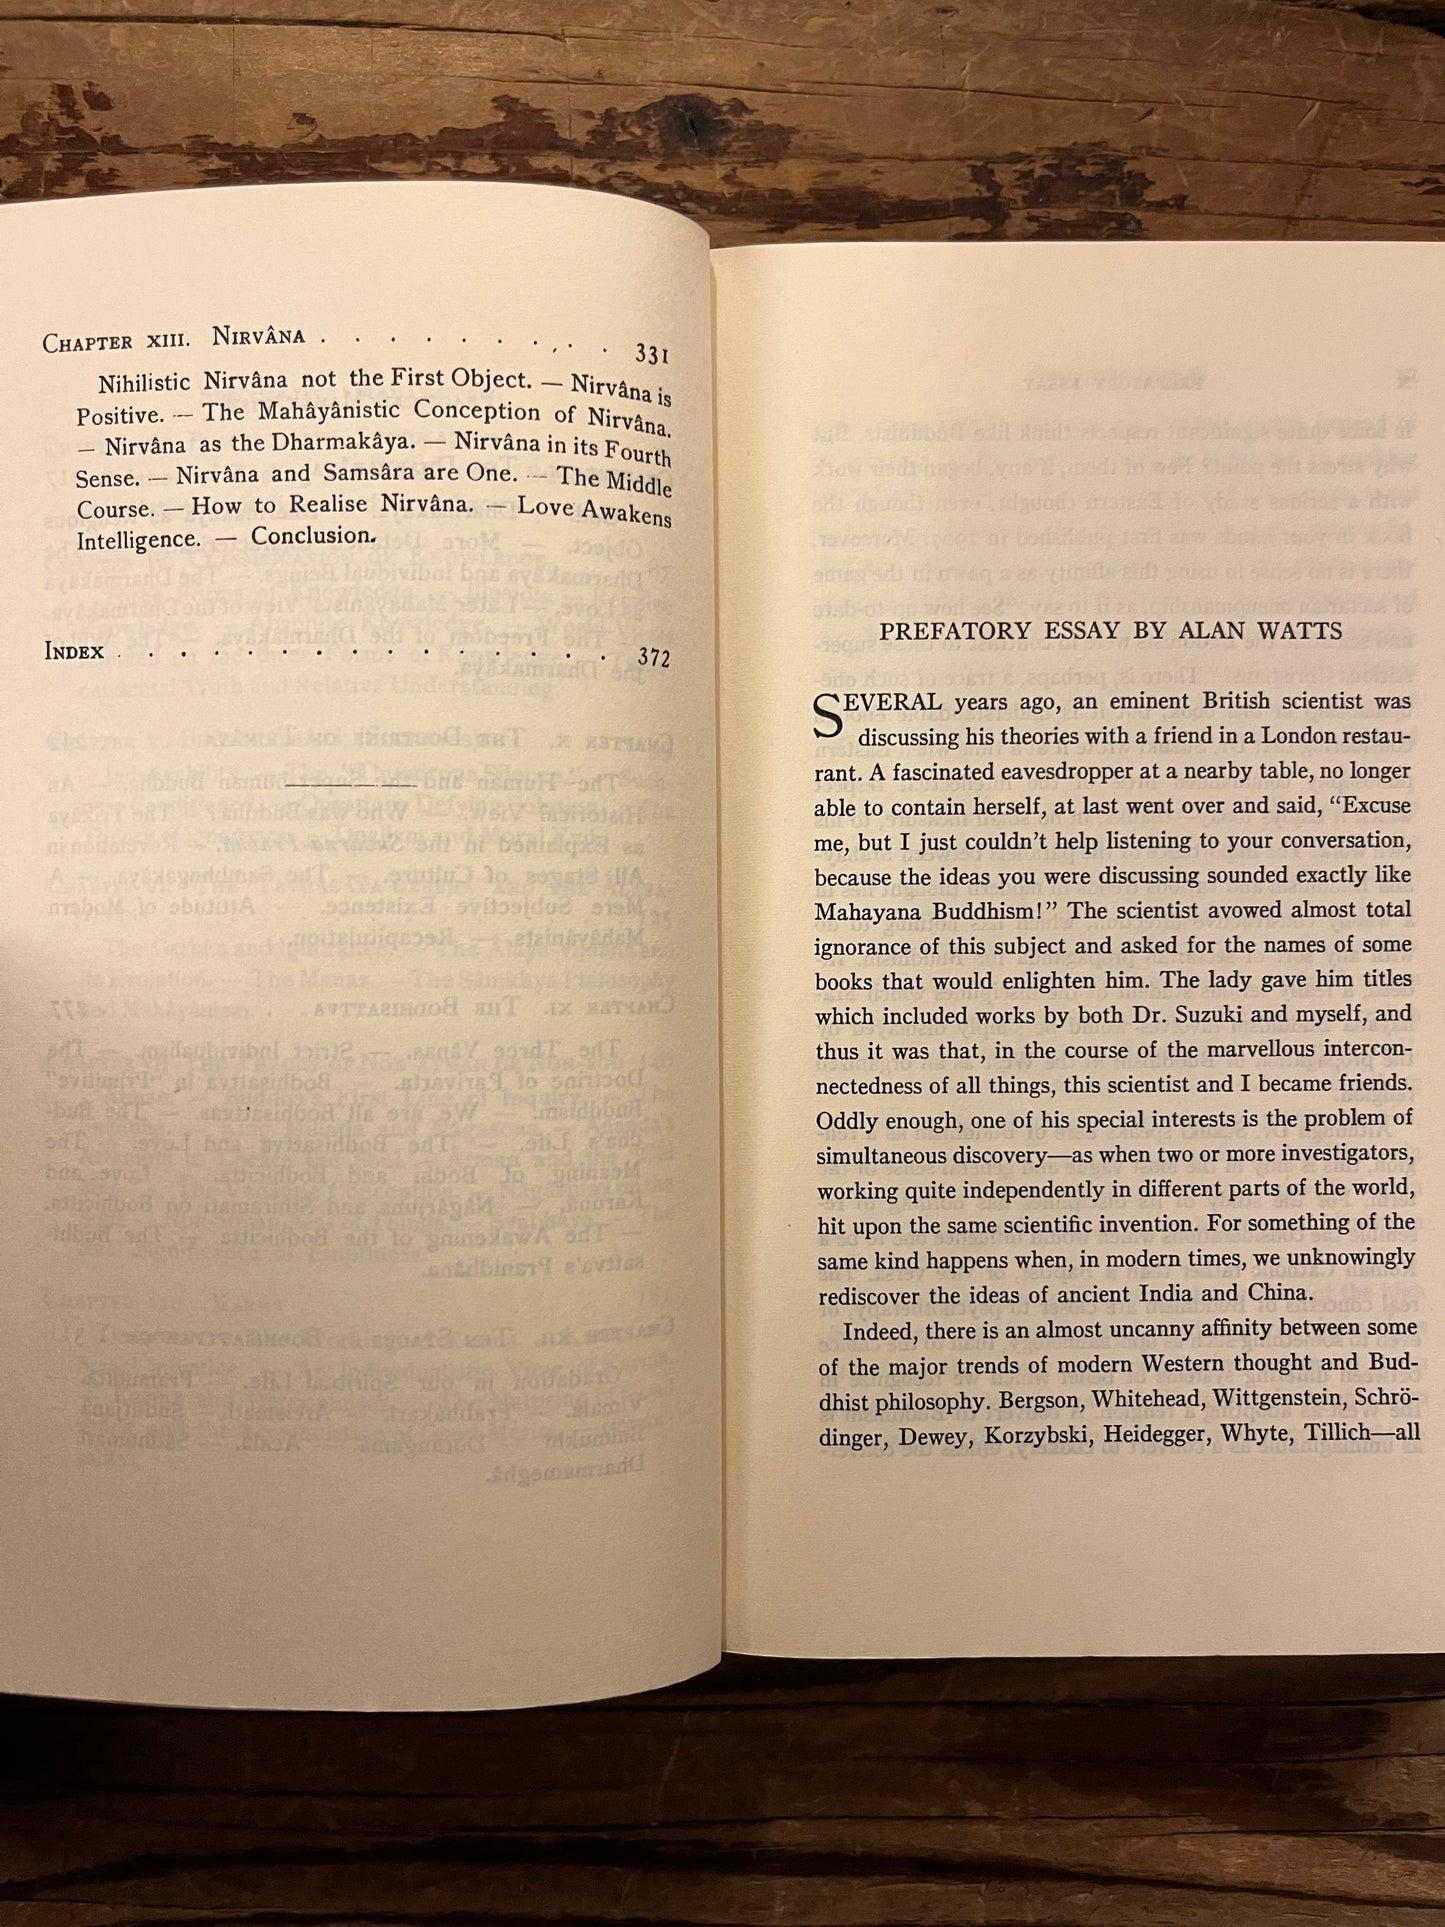 CHAPTER XIII. NIRVÂNA . . . . . . . . . 331
Nihilistic Nirvâna not the First Object. — Nirvâna is
Positive. — The Mahâyânistic Conception of Nirvâna.
— Nirvâna as the Dharmakâya. — Nirvâna in its Fourth
Sense. — Nirvâna and Samsâra are One. — The Middle
Course. — How to Realise Nirvâna. — Love Awakens
Intelligence. — Conclusion.
INDEX . . . . . . . . . . . . . . . . 372
PREFATORY ESSAY BY ALAN WATTS
SEVERAL years ago, an eminent British scientist was
discussing his theories with a friend in a London restau-
rant. A fascinated eavesdropper at a nearby table, no longer
able to contain herself, at last went over and said, “Excuse
me, but I just couldn’t help listening to your conversation,
because the ideas you were discussing sounded exactly like
Mahayana Buddhism!” The scientist avowed almost total
ignorance of this subject and asked for the names of some
books that would enlighten him. The lady gave him titles
which included works by both Dr. Suzuki and myself, and
thus it was that, in the course of the marvellous intercon-
nectedness of all things, this scientist and I became friends.
Oddly enough, one of his special interests is the problem of
simultaneous discovery—as when two or more investigators,
working quite independently in different parts of the world,
hit upon the same scientific invention. For something of the
same kind happens when, in modern times, we unknowingly
rediscover the ideas of ancient India and China.
Indeed, there is an almost uncanny affinity between some
of the major trends of modern Western thought and Bud-
dhist philosophy. Bergson, Whitehead, Wittgenstein, Schrö-
dinger, Dewey, Korzybski, Heidegger, Whyte, Tillich—all